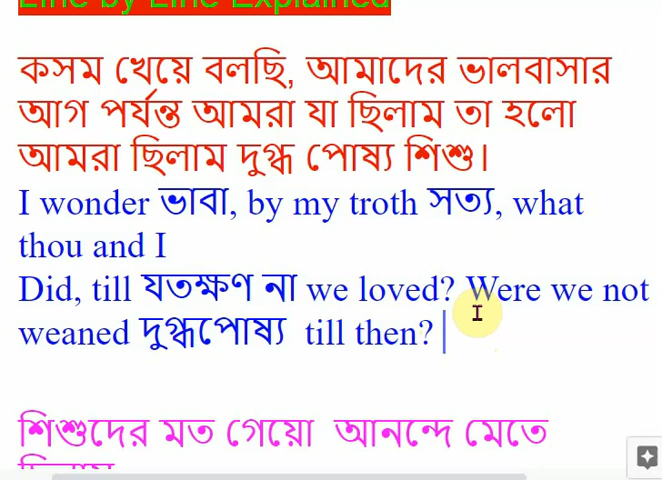 Line by Line Explained
কসম খেয়ে বলছি, আমাদের ভালবাসার
আগ পর্যন্ত আমরা যা ছিলাম তা হলো
আমরা ছিলাম দুগ্ধ পোষ্য শিশু।
I wonder ভাবা, by my troth সত্য, what
thou and I
Did, till যতক্ষণ না we loved? Were we not
weaned দুগ্ধপোষ্য till then?
শিশুদের মত গেয়ো আনন্দে মেতে
ছিলাম